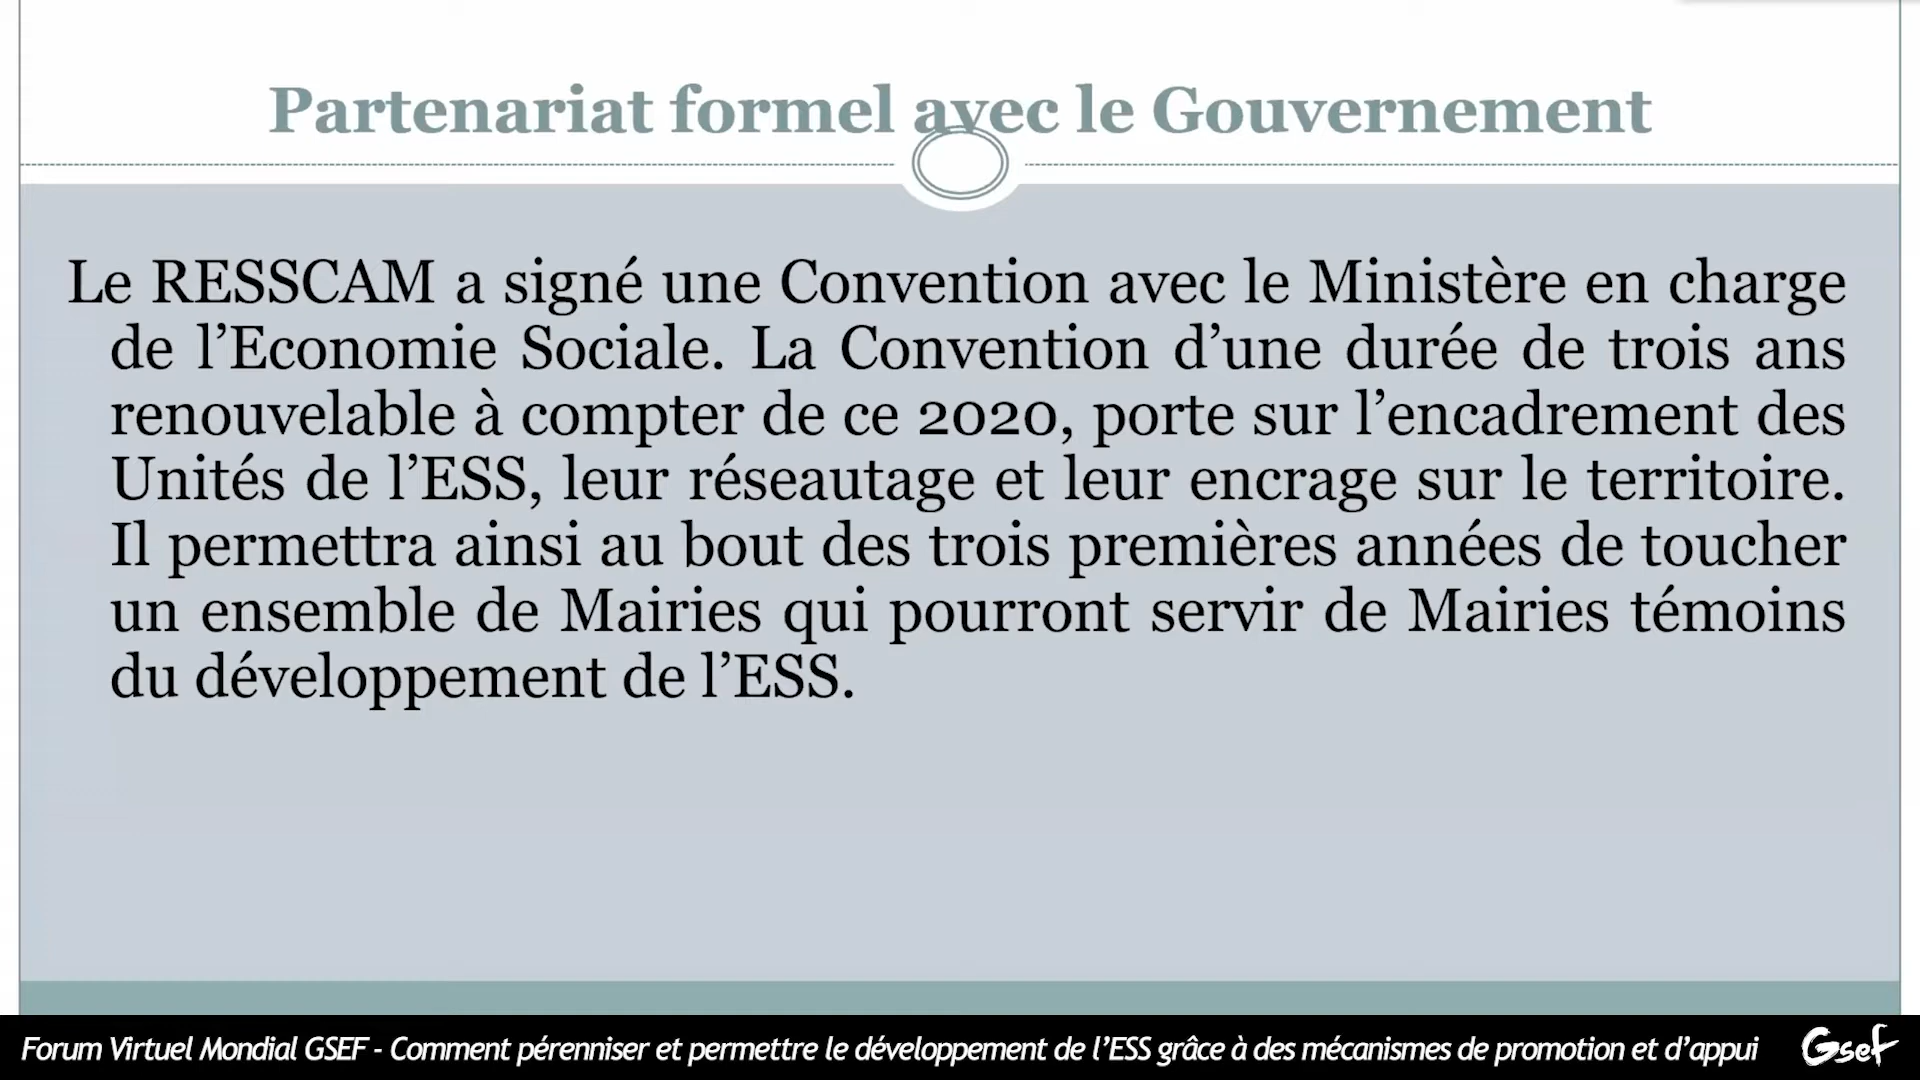 Partenariat formel avec le Gouvernement
Le RESSCAM a signé une Convention avec le Ministère en charge
de l’Economie Sociale. La Convention d’une durée de trois ans
renouvelable à compter de ce 2020, porte sur l’encadrement des
Unités de l’ESS, leur réseautage et leur encrage sur le territoire.
Il permettra ainsi au bout des trois premières années de toucher
un ensemble de Mairies qui pourront servir de Mairies témoins
du développement de l’ESS.
Forum Virtuel Mondial GSEF - Comment pérenniser et permettre le développement de l’ESS grâce à des mécanismes de promotion et d’appui
Gsef